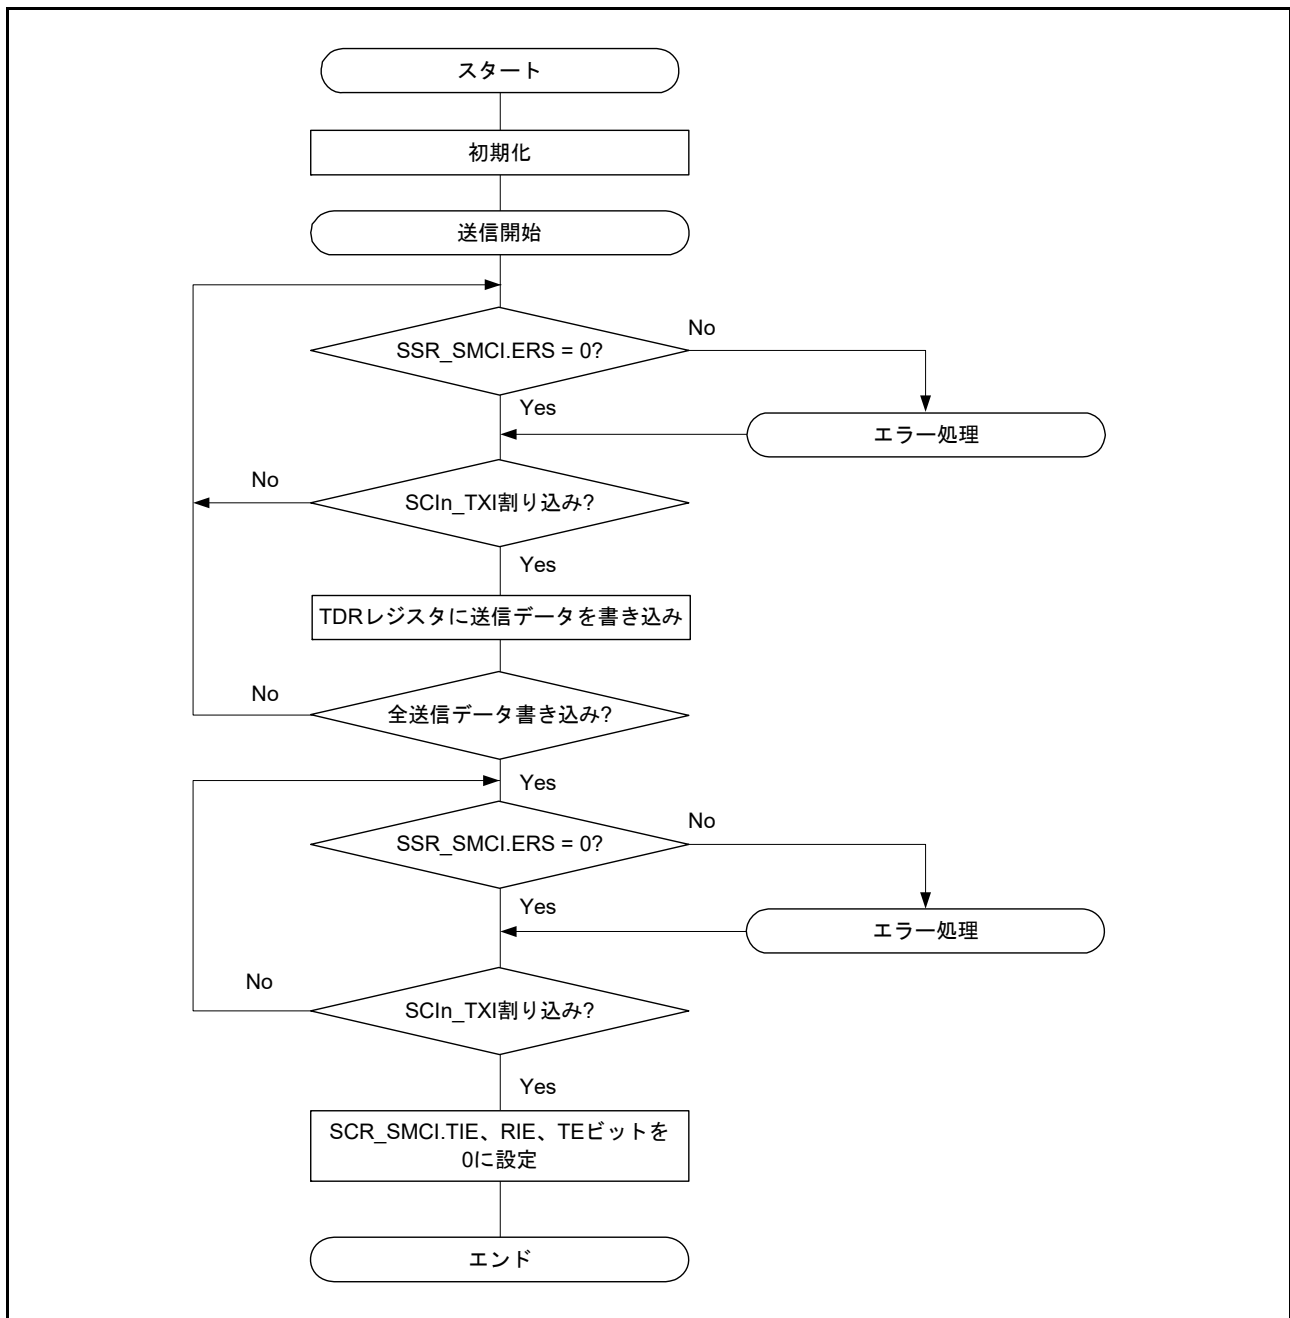 スタート
初期化
送信開始
SSR_SMCI.ERS = 0?
No
Yes
エラー処理
No
SCIn_TXI割り込み?
Yes
TDRレジスタに送信データを書き込み
No
全送信データ書き込み?
Yes
SSR_SMCI.ERS = 0?
No
Yes
エラー処理
No
SCIn_TXI割り込み?
Yes
SCR_SMCI.TIE、RIE、TEビットを
0に設定
エンド